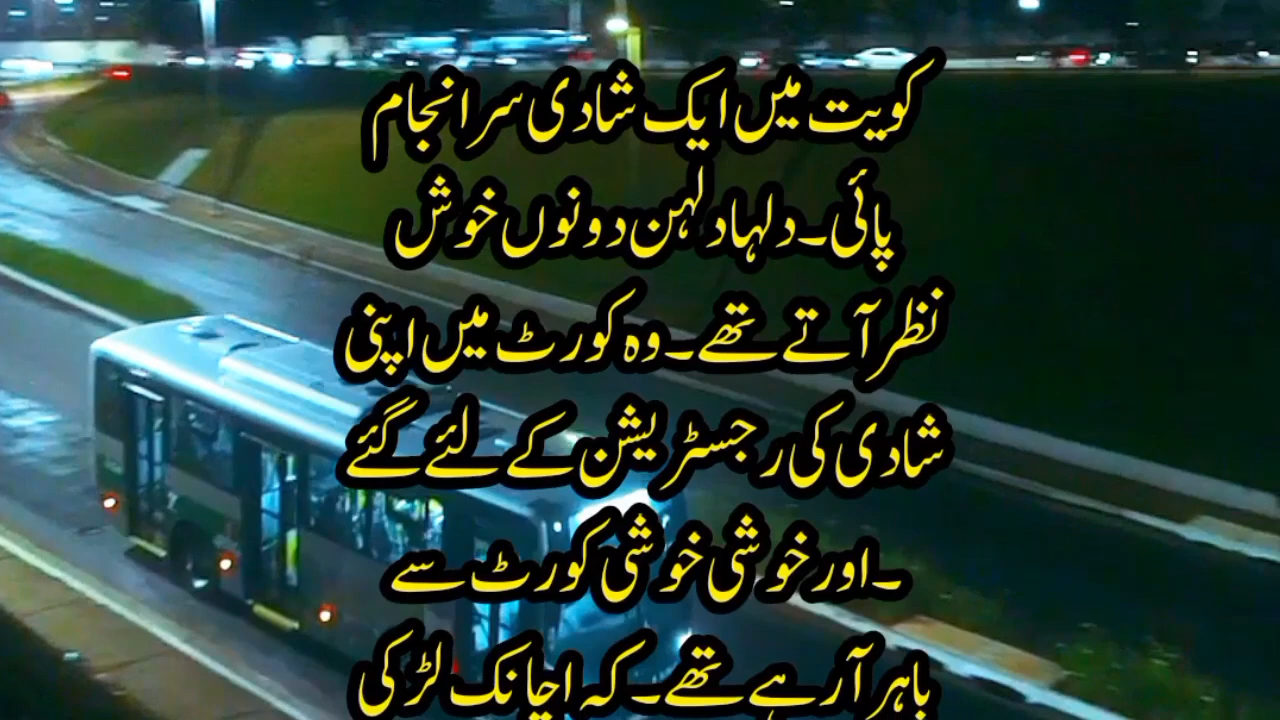 کویت میں ایک شادی سرانجام
پائی۔دلہا دلہن دونوں خوش
نظر آتے تھے۔وہ کورٹ میں اپنی
شادی کی رجسٹریشن کے لئے گئے
۔اور خوشی خوشی کورٹ سے
باہر آرہے تھے۔کہ اچانک لڑکی